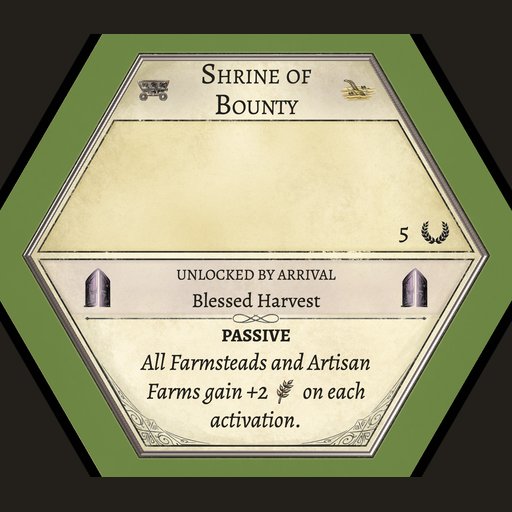 Shrine of
Bounty
5
UNLOCKED BY ARRIVAL
Blessed Harvest
PASSIVE
All Farmsteads and Artisan
Farms gain +2 on each
activation.